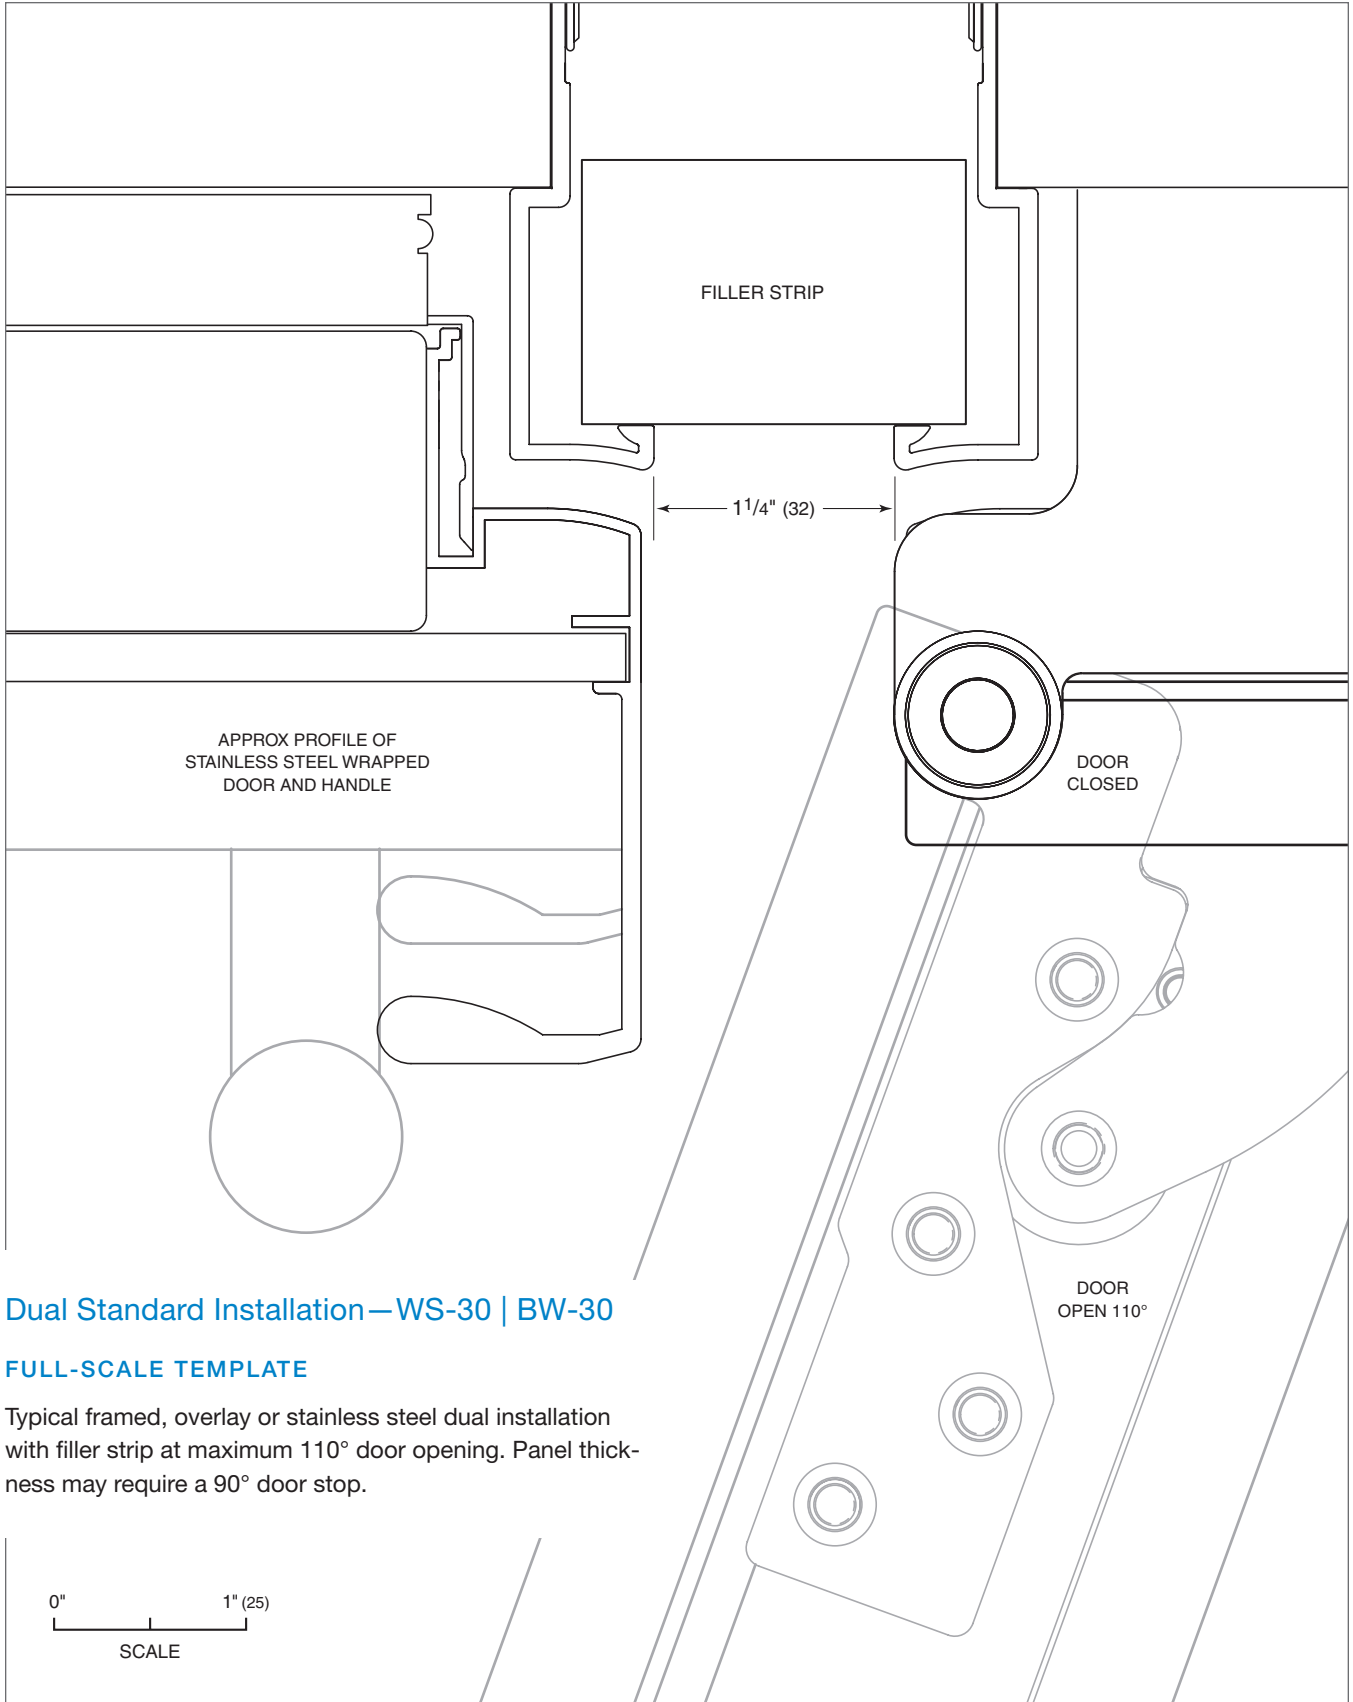 FILLER STRIP
1 1/4" (32)
APPROX PROFILE OF
STAINLESS STEEL WRAPPED
DOOR AND HANDLE
DOOR
CLOSED
DOOR
OPEN 110°
Dual Standard Installation—WS-30 | BW-30
FULL-SCALE TEMPLATE
Typical framed, overlay or stainless steel dual installation
with filler strip at maximum 110° door opening. Panel thick-
ness may require a 90° door stop.
0" 1" (25)
SCALE